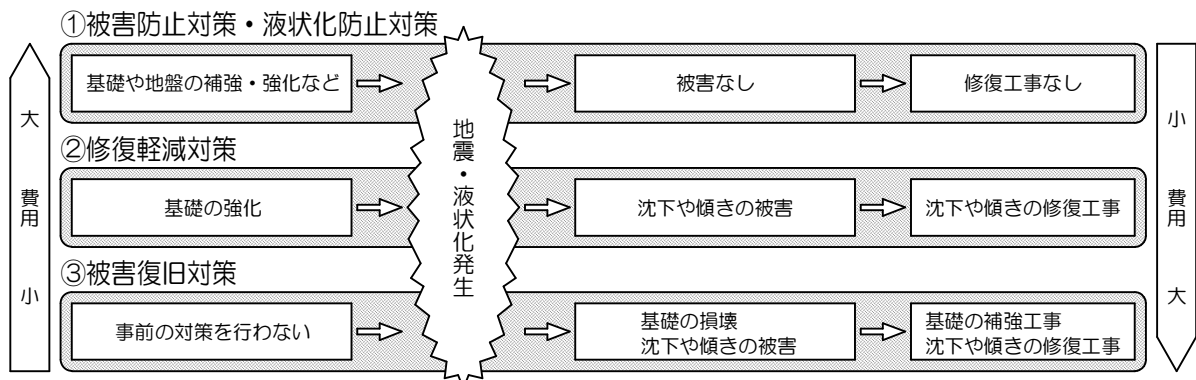 ①被害防止対策・液状化防止対策
基礎や地盤の補強・強化など
被害なし
修復工事なし
②修復軽減対策
基礎の強化
沈下や傾きの被害
沈下や傾きの修復工事
③被害復旧対策
事前の対策を行わない
基礎の損壊
沈下や傾きの被害
基礎の補強工事
沈下や傾きの修復工事
地震・液状化発生
大 費用 小
小 費用 大